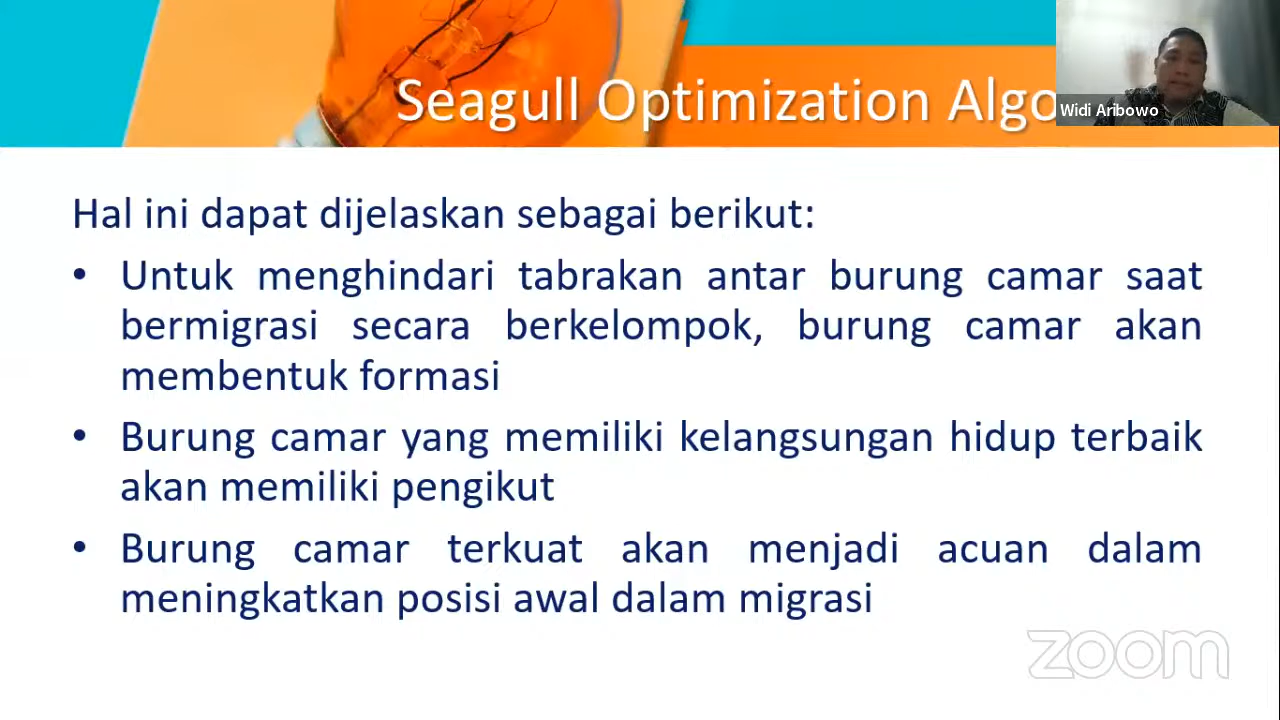 Seagull Optimization Algo
Widi Aribowo
Hal ini dapat dijelaskan sebagai berikut:
• Untuk menghindari tabrakan antar burung camar saat
bermigrasi secara berkelompok, burung camar akan
membentuk formasi
• Burung camar yang memiliki kelangsungan hidup terbaik
akan memiliki pengikut
• Burung camar terkuat akan menjadi acuan dalam
meningkatkan posisi awal dalam migrasi
zoom